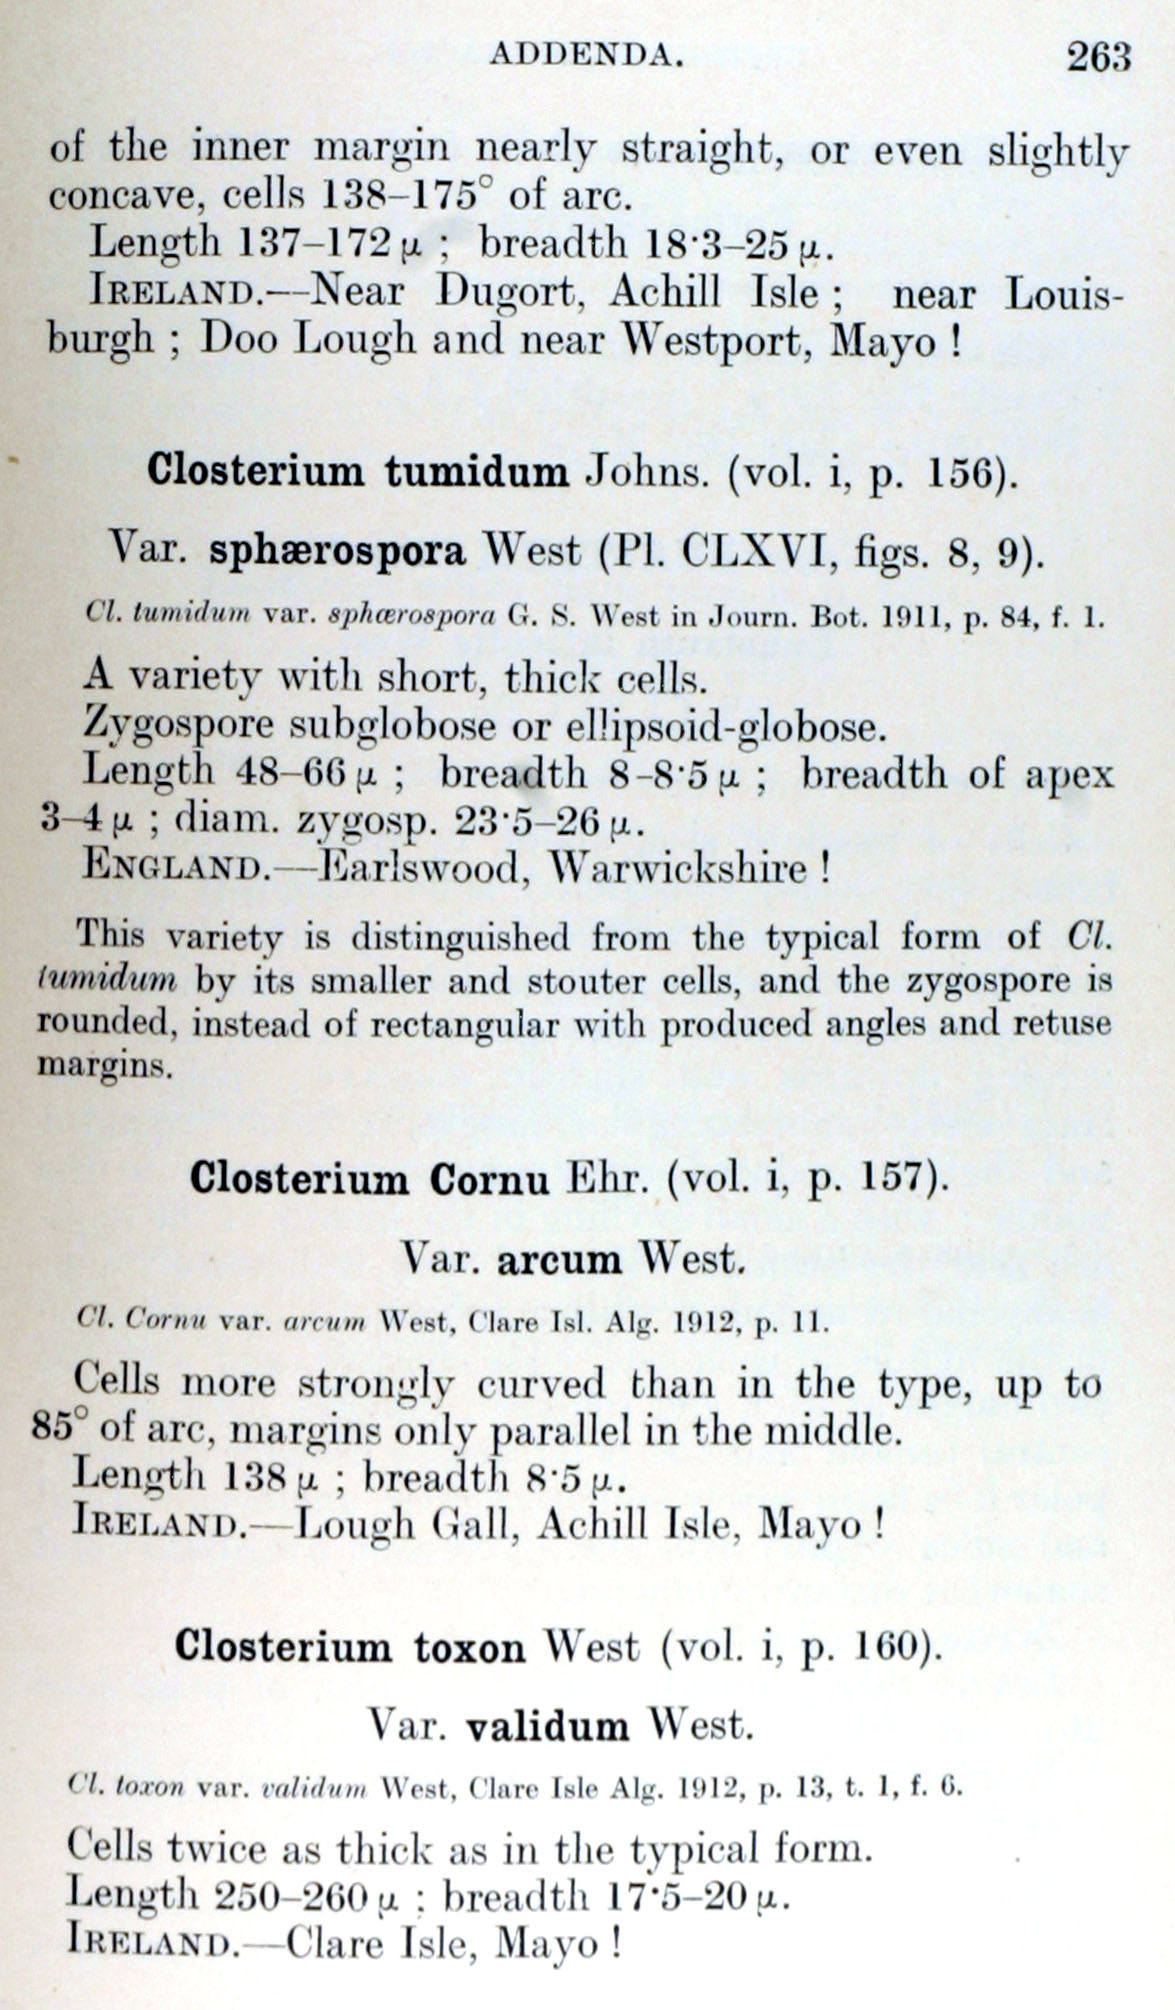 ADDENDA. 263
of the inner margin nearly straight, or even slightly
concave, cells 138–175° of arc.
Length 137–172 µ ; breadth 18·3–25 µ.
IRELAND.—Near Dugort, Achill Isle ; near Louis-
burgh ; Doo Lough and near Westport, Mayo !
Closterium tumidum Johns. (vol. i, p. 156).
Var. sphærospora West (Pl. CLXVI, figs. 8, 9).
Cl. tumidum var. sphærospora G. S. West in Journ. Bot. 1911, p. 84, f. 1.
A variety with short, thick cells.
Zygospore subglobose or ellipsoid-globose.
Length 48–66 µ ; breadth 8–8·5 µ ; breadth of apex
3–4 µ ; diam. zygosp. 23·5–26 µ.
ENGLAND.—Earlswood, Warwickshire !
This variety is distinguished from the typical form of Cl.
tumidum by its smaller and stouter cells, and the zygospore is
rounded, instead of rectangular with produced angles and retuse
margins.
Closterium Cornu Ehr. (vol. i, p. 157).
Var. arcum West.
Cl. Cornu var. arcum West, Clare Isl. Alg. 1912, p. 11.
Cells more strongly curved than in the type, up to
85° of arc, margins only parallel in the middle.
Length 138 µ ; breadth 8·5 µ.
IRELAND.—Lough Gall, Achill Isle, Mayo !
Closterium toxon West (vol. i, p. 160).
Var. validum West.
Cl. toxon var. validum West, Clare Isle Alg. 1912, p. 13, t. 1, f. 6.
Cells twice as thick as in the typical form.
Length 250–260 µ ; breadth 17·5–20 µ.
IRELAND.—Clare Isle, Mayo !